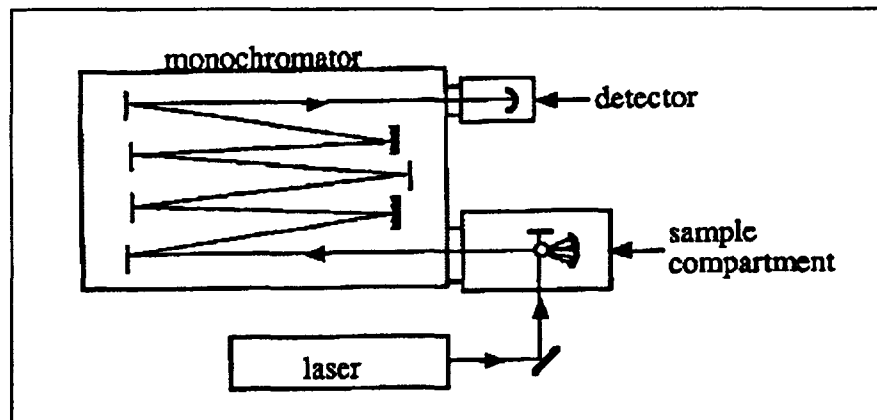 monochromator
detector
sample
compartment
laser